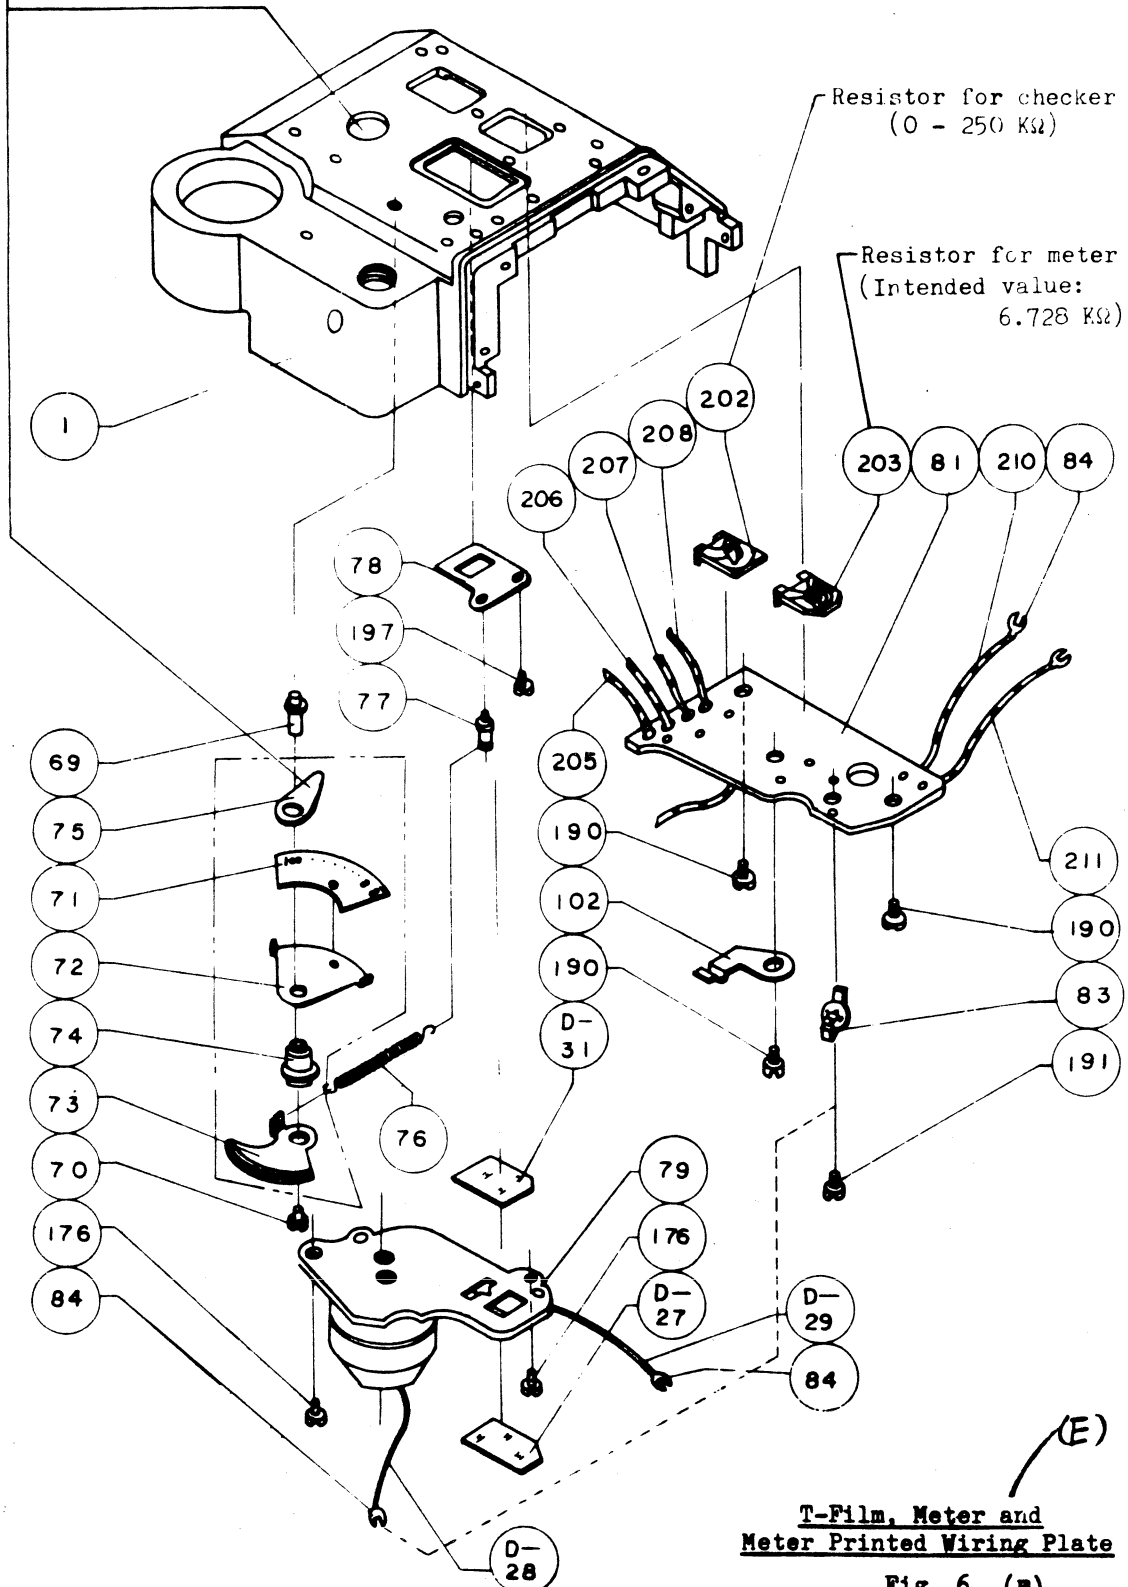 Resistor for checker
(0 - 250 KΩ)
Resistor for meter
(Intended value:
6.728 KΩ)
1
202
208
207
206
203
81
210
84
78
197
77
205
190
102
190
D-
31
69
75
71
72
74
73
70
176
84
76
211
190
83
191
79
176
D-
27
D-
29
84
D-
28
(E)
T-Film, Meter and
Meter Printed Wiring Plate
Fig. 6